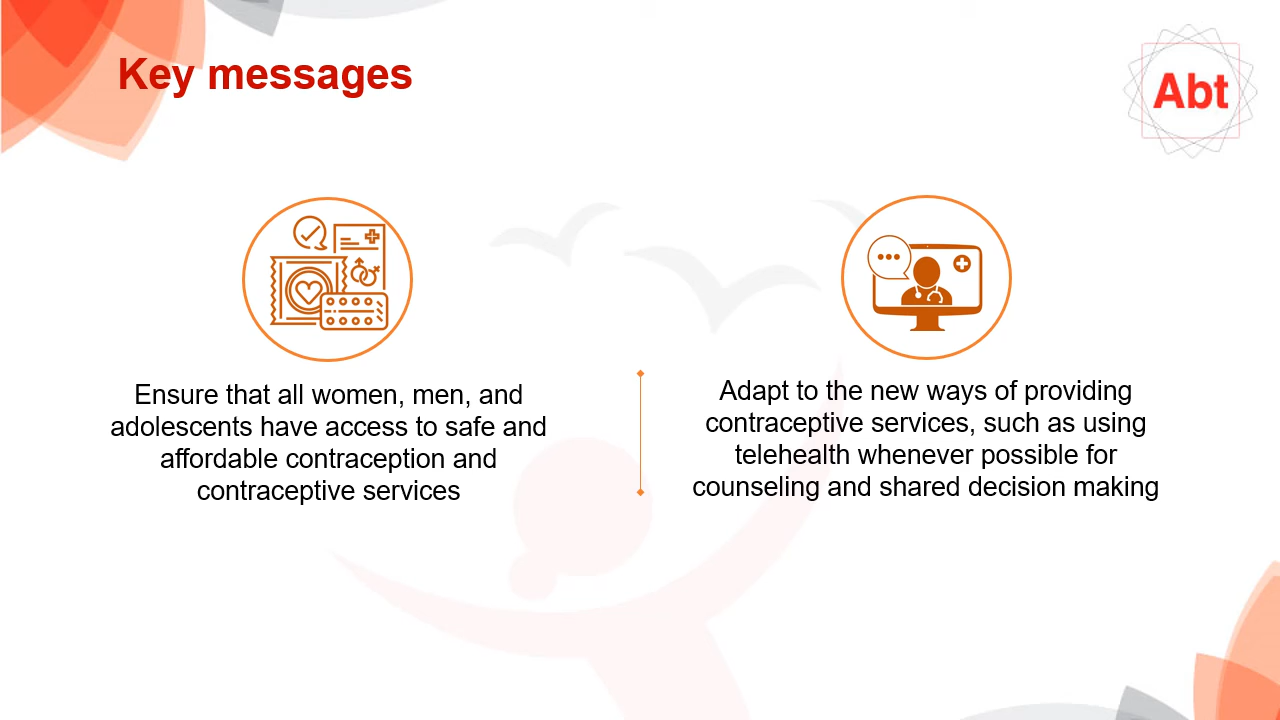 Key messages
Abt
Ensure that all women, men, and
adolescents have access to safe and
affordable contraception and
contraceptive services
Adapt to the new ways of providing
contraceptive services, such as using
telehealth whenever possible for
counseling and shared decision making